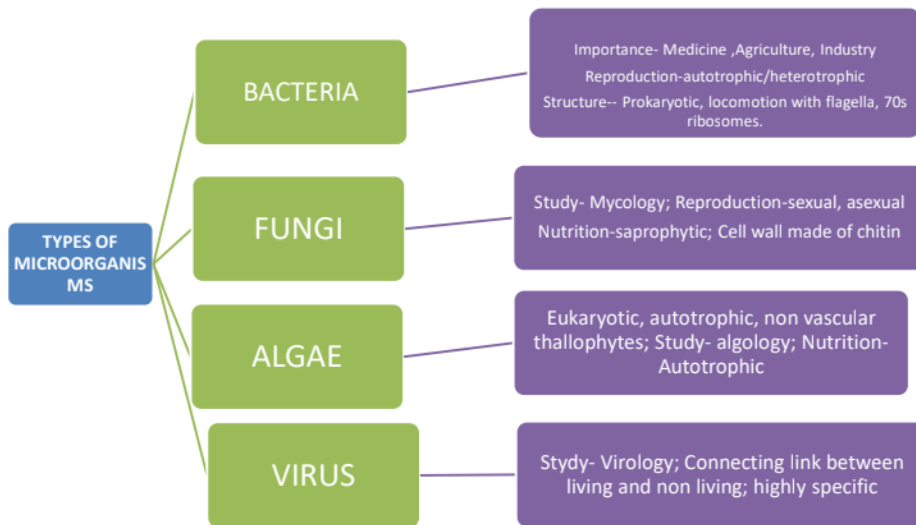 TYPES OF
MICROORGANIS
MS
BACTERIA
Importance- Medicine ,Agriculture, Industry
Reproduction-autotrophic/heterotrophic
Structure-- Prokaryotic, locomotion with flagella, 70s
ribosomes.
FUNGI
Study- Mycology; Reproduction-sexual, asexual
Nutrition-saprophytic; Cell wall made of chitin
ALGAE
Eukaryotic, autotrophic, non vascular
thallophytes; Study- algology; Nutrition-
Autotrophic
VIRUS
Stydy- Virology; Connecting link between
living and non living; highly specific